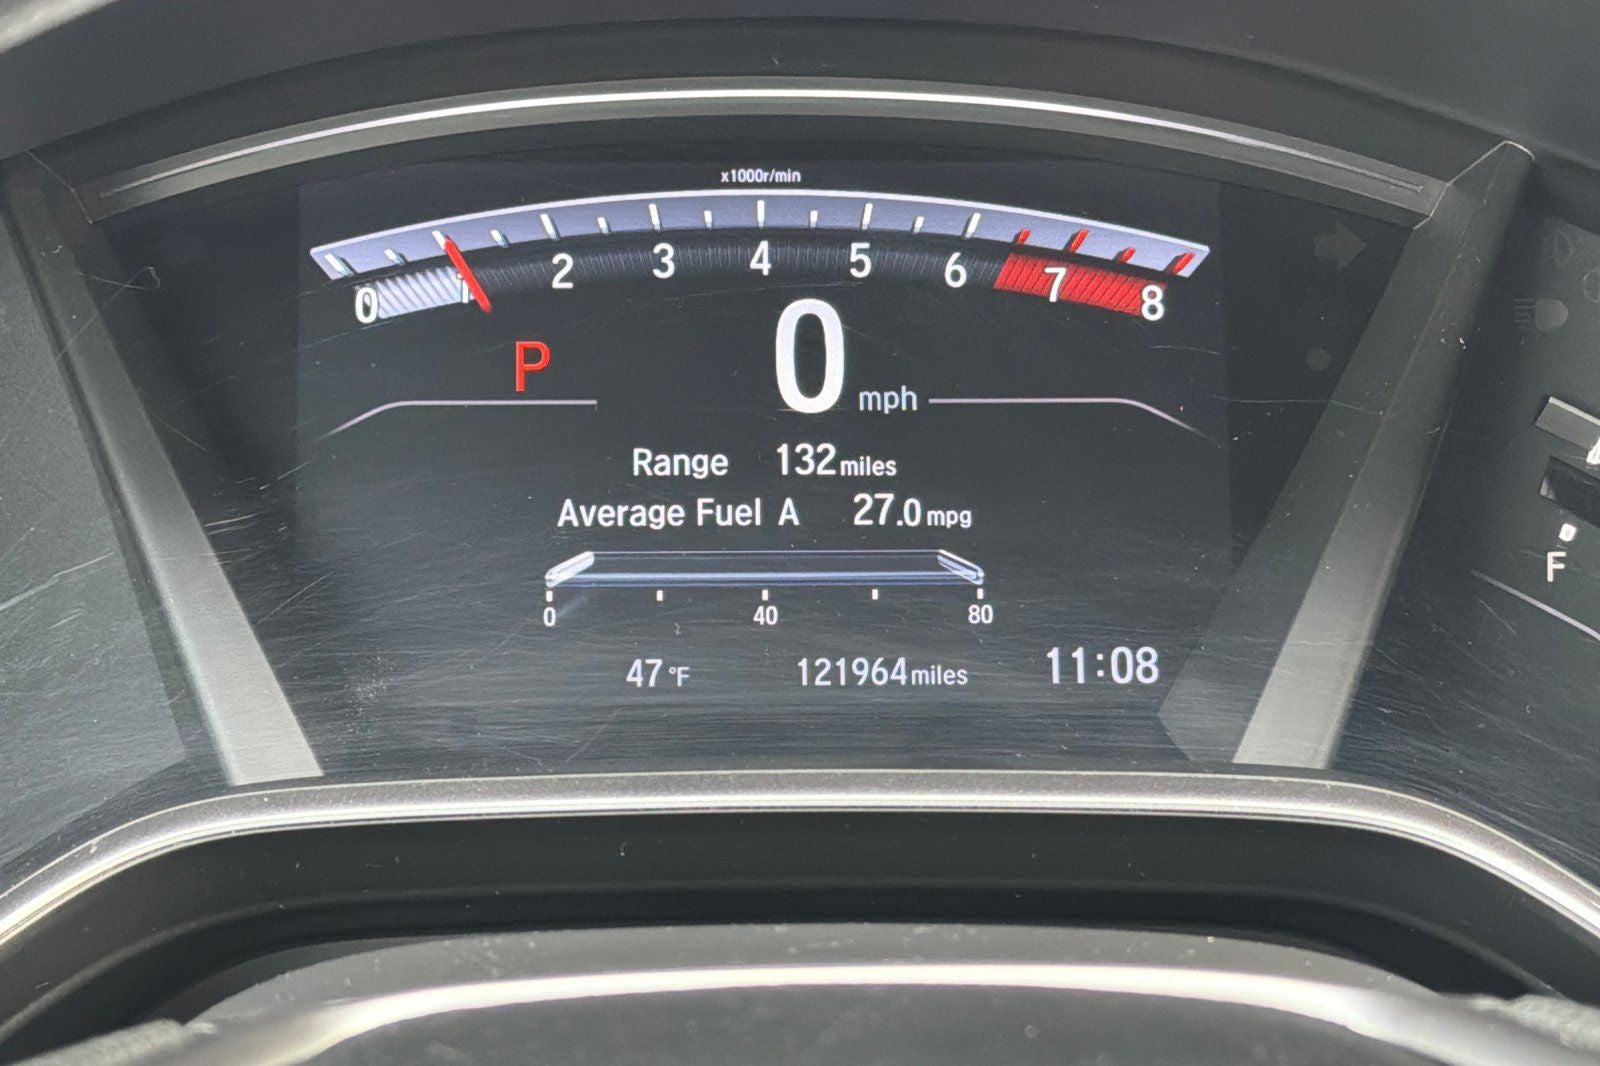 x1000r/min
0 1 2 3 4 5 6 7 8
P
0 mph
Range 132 miles
Average Fuel A 27.0 mpg
0 40 80
47 °F 121964 miles 11:08
F